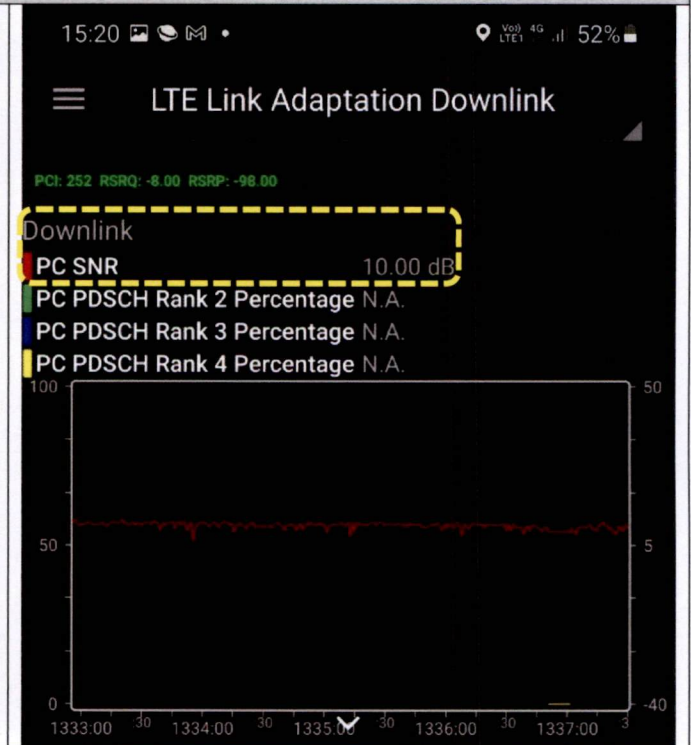 15:20 52%
Vo)) LTE1 4G
LTE Link Adaptation Downlink
PCI: 252 RSRQ: -8.00 RSRP: -98.00
Downlink
PC SNR 10.00 dB
PC PDSCH Rank 2 Percentage N.A.
PC PDSCH Rank 3 Percentage N.A.
PC PDSCH Rank 4 Percentage N.A.
100 50
50 5
0 -40
1333:00 :30 1334:00 30 1335:00 30 1336:00 30 1337:00 3